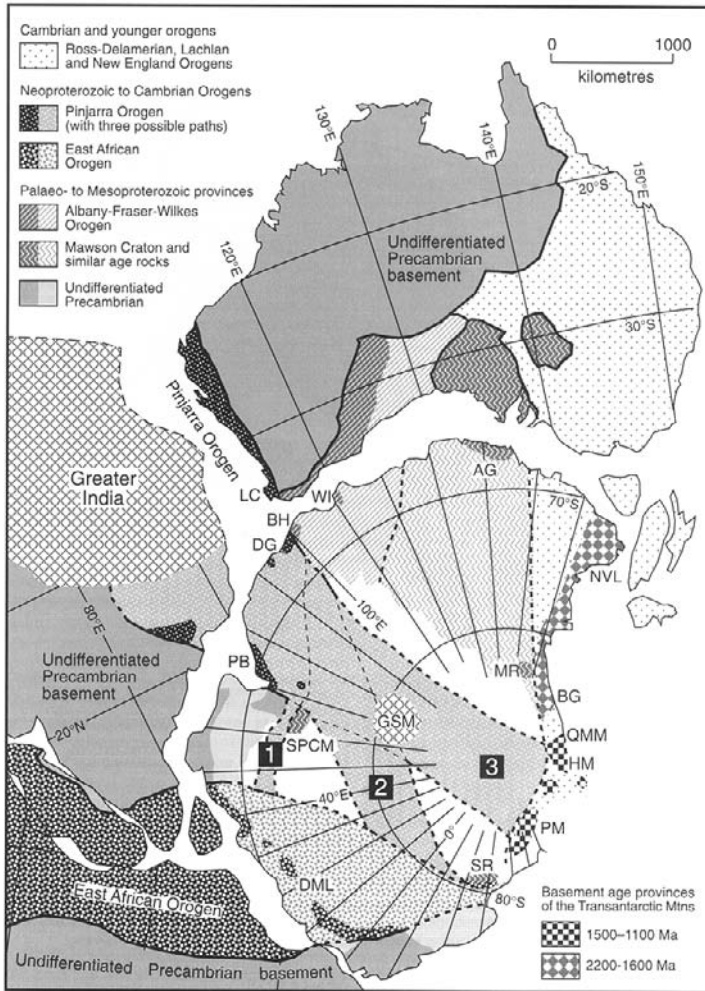 Cambrian and younger orogens
Ross-Delamerian, Lachlan
and New England Orogens
Neoproterozoic to Cambrian Orogens
Pinjarra Orogen
(with three possible paths)
East African
Orogen
Palaeo- to Mesoproterozoic provinces
Albany-Fraser-Wilkes
Orogen
Mawson Craton and
similar age rocks
Undifferentiated
Precambrian
0 1000
kilometres
130°E
140°E
150°E
20°S
120°E
Undifferentiated
Precambrian
basement
30°S
Pinjarra Orogen
Greater
India
LC
WI
AG
BH
70°S
DG
NVL
80°E
100°E
Undifferentiated
Precambrian
basement
PB
MR
BG
GSM
20°N
SPCM
QMM
1
HM
2
3
40°E
0°
PM
SR
DML
80°S
East African Orogen
Undifferentiated Precambrian basement
Basement age provinces
of the Transantarctic Mtns
1500–1100 Ma
2200-1600 Ma